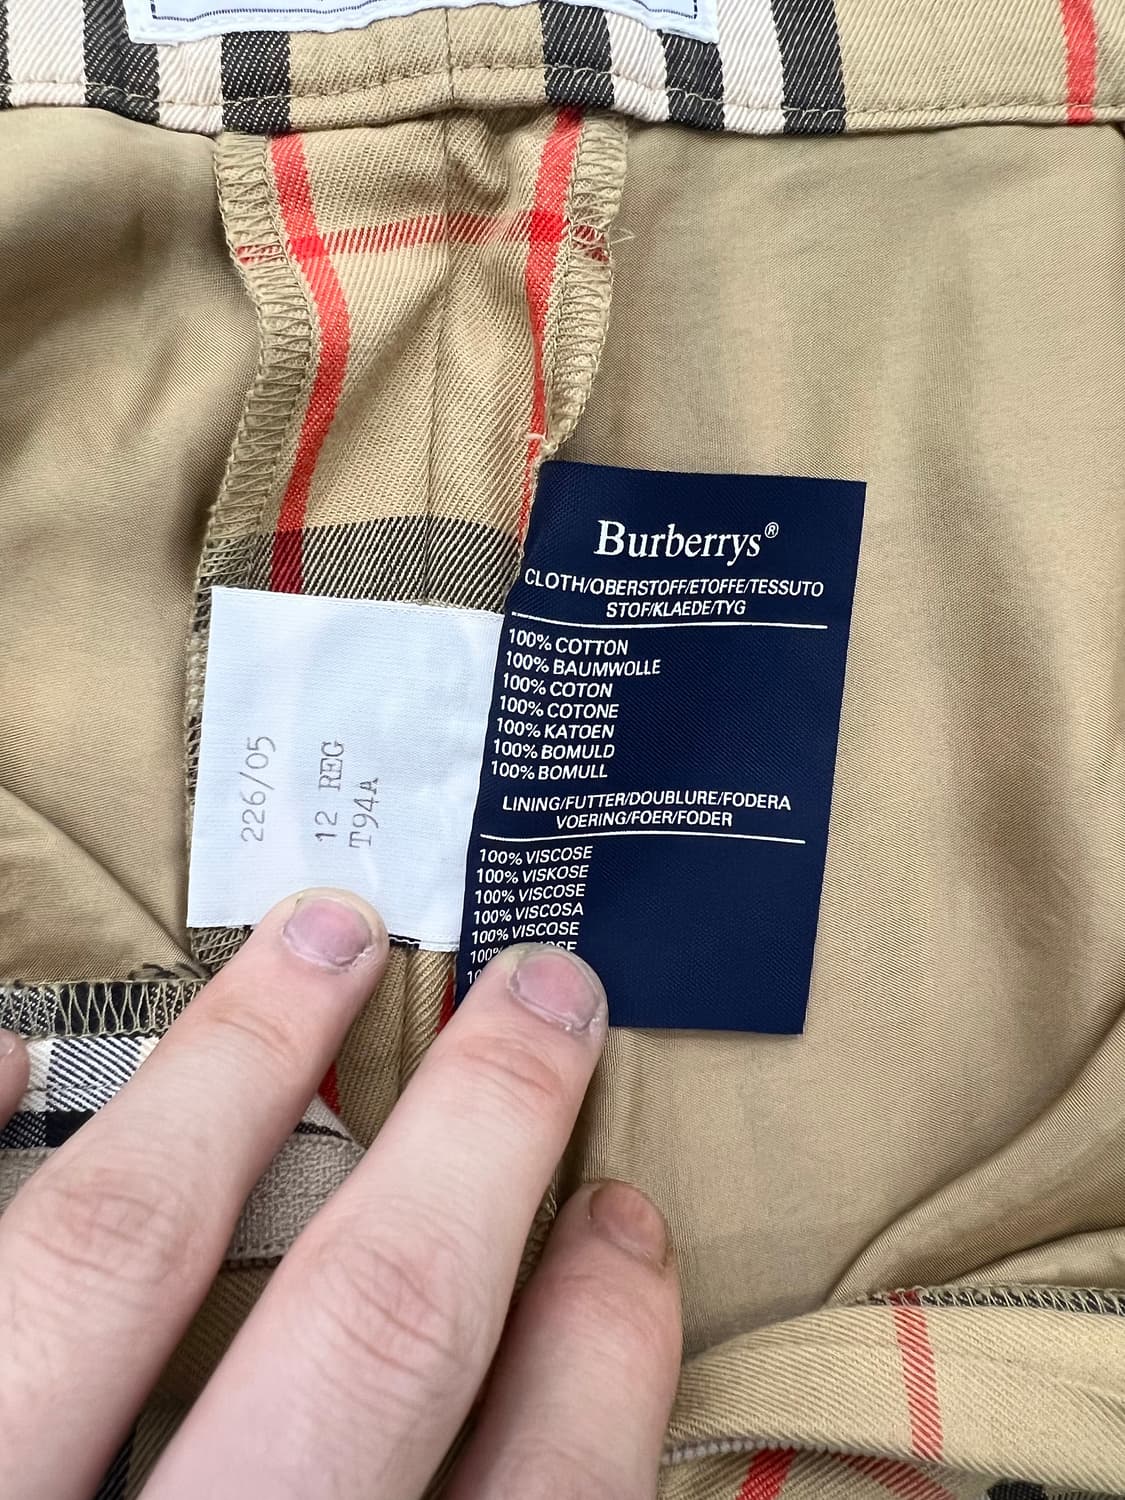 226/05
12 REG
T94A
Burberrys®
CLOTH/OBERSTOFF/ETOFFE/TESSUTO
STOF/KLAEDE/TYG
100% COTTON
100% BAUMWOLLE
100% COTON
100% COTONE
100% KATOEN
100% BOMULD
100% BOMULL
LINING/FUTTER/DOUBLURE/FODERA
VOERING/FOER/FODER
100% VISCOSE
100% VISKOSE
100% VISCOSE
100% VISCOSA
100% VISCOSE
100%